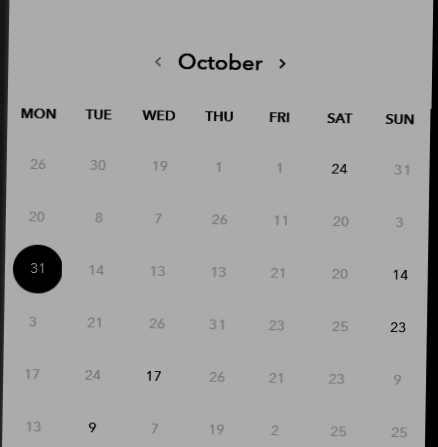 ‹ October ›
MON TUE WED THU FRI SAT SUN
26 30 19 1 1 24 31
20 8 7 26 11 20 3
31 14 13 13 21 20 14
3 21 26 31 23 25 23
17 24 17 26 21 23 9
13 9 7 19 2 25 25